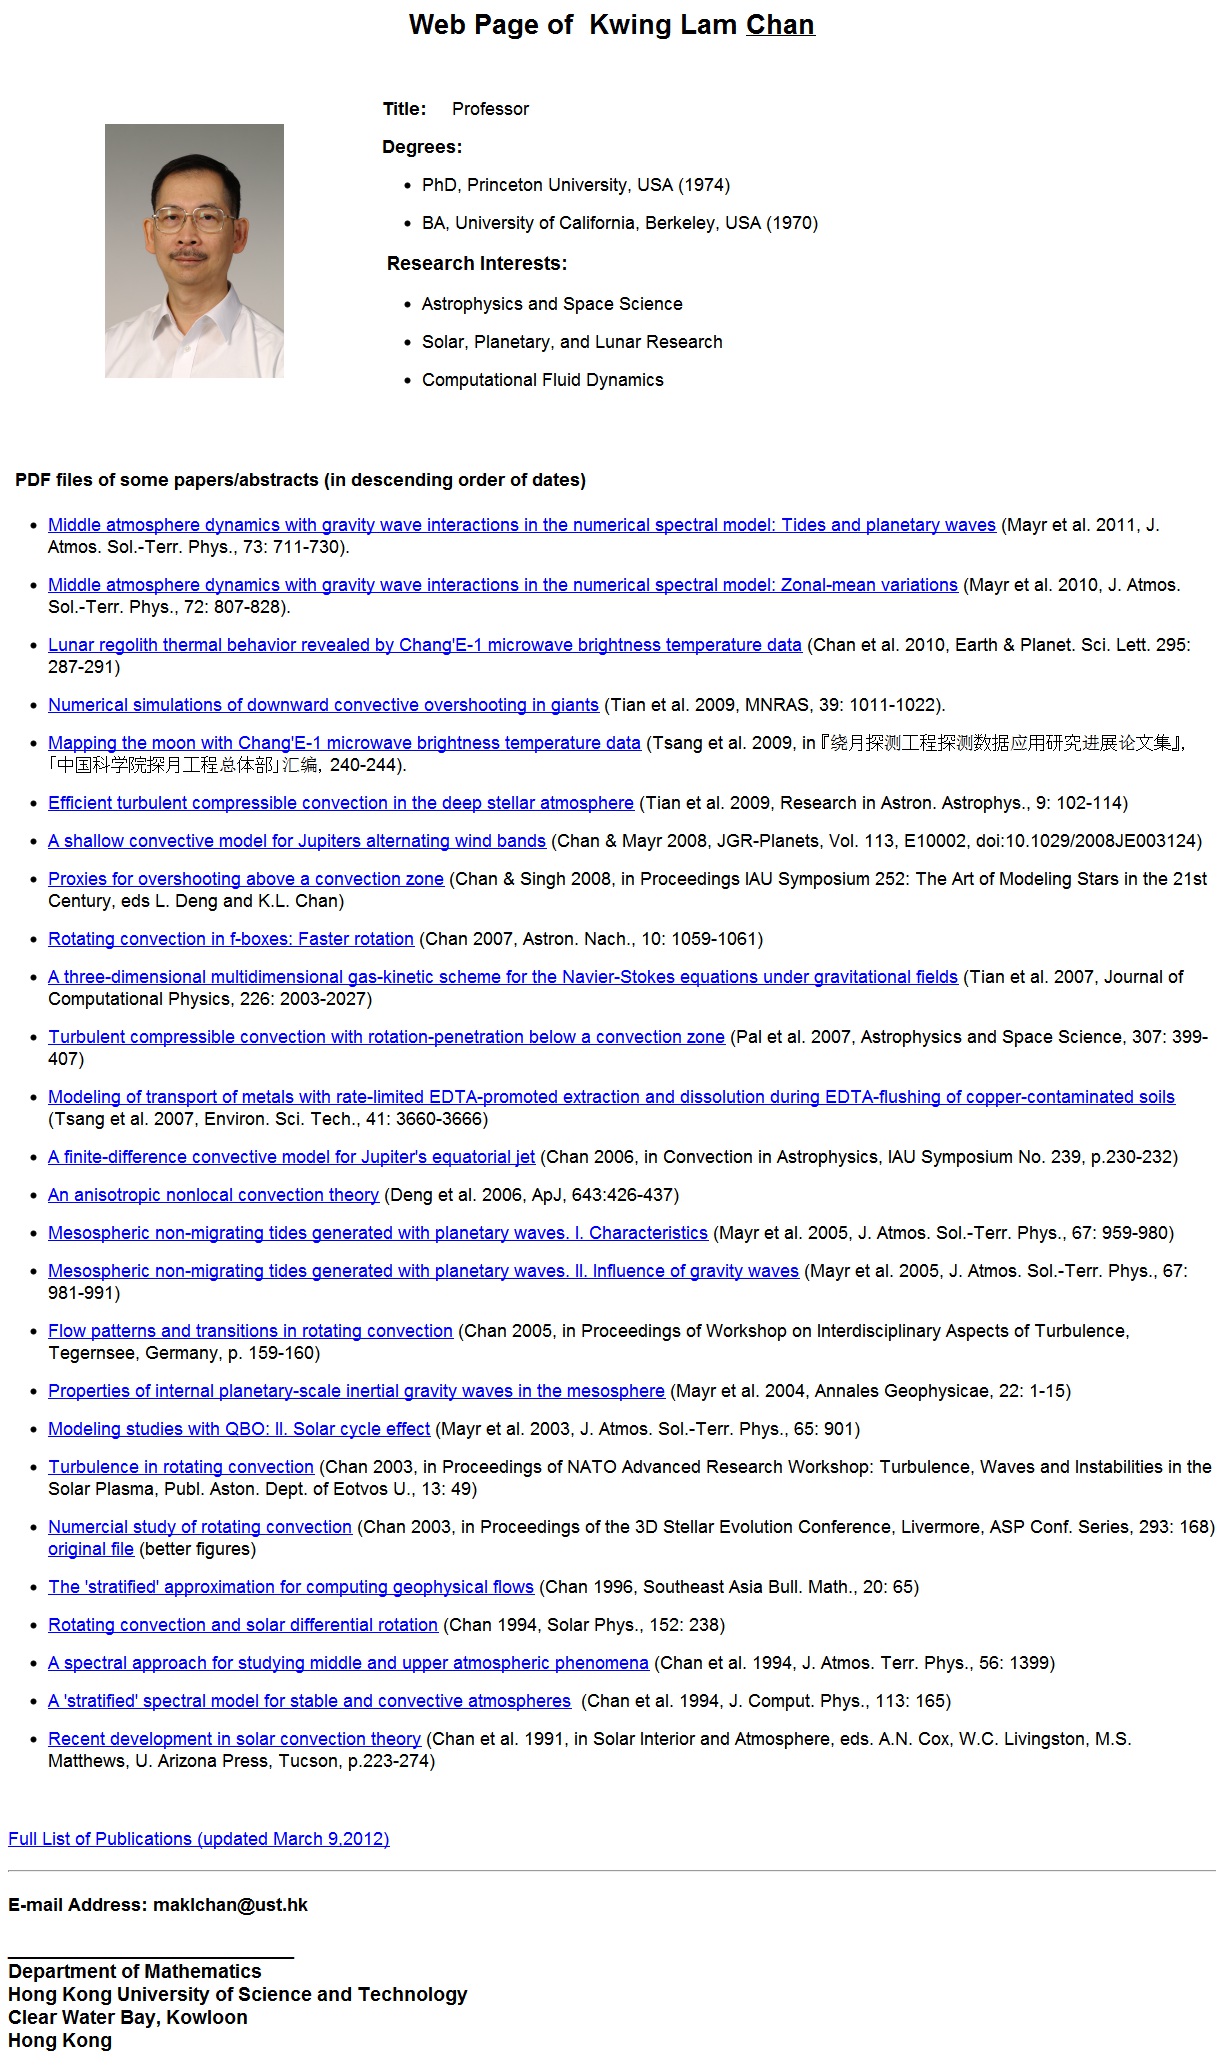 Web Page of Kwing Lam Chan
Title: Professor
Degrees:
• PhD, Princeton University, USA (1974)
• BA, University of California, Berkeley, USA (1970)
Research Interests:
• Astrophysics and Space Science
• Solar, Planetary, and Lunar Research
• Computational Fluid Dynamics
PDF files of some papers/abstracts (in descending order of dates)
• Middle atmosphere dynamics with gravity wave interactions in the numerical spectral model: Tides and planetary waves (Mayr et al. 2011, J.
Atmos. Sol.-Terr. Phys., 73: 711-730).
• Middle atmosphere dynamics with gravity wave interactions in the numerical spectral model: Zonal-mean variations (Mayr et al. 2010, J. Atmos.
Sol.-Terr. Phys., 72: 807-828).
• Lunar regolith thermal behavior revealed by Chang'E-1 microwave brightness temperature data (Chan et al. 2010, Earth & Planet. Sci. Lett. 295:
287-291)
• Numerical simulations of downward convective overshooting in giants (Tian et al. 2009, MNRAS, 39: 1011-1022).
• Mapping the moon with Chang'E-1 microwave brightness temperature data (Tsang et al. 2009, in『绕月探测工程探测数据应用研究进展论文集』,
「中国科学院探月工程总体部」汇编, 240-244).
• Efficient turbulent compressible convection in the deep stellar atmosphere (Tian et al. 2009, Research in Astron. Astrophys., 9: 102-114)
• A shallow convective model for Jupiters alternating wind bands (Chan & Mayr 2008, JGR-Planets, Vol. 113, E10002, doi:10.1029/2008JE003124)
• Proxies for overshooting above a convection zone (Chan & Singh 2008, in Proceedings IAU Symposium 252: The Art of Modeling Stars in the 21st
Century, eds L. Deng and K.L. Chan)
• Rotating convection in f-boxes: Faster rotation (Chan 2007, Astron. Nach., 10: 1059-1061)
• A three-dimensional multidimensional gas-kinetic scheme for the Navier-Stokes equations under gravitational fields (Tian et al. 2007, Journal of
Computational Physics, 226: 2003-2027)
• Turbulent compressible convection with rotation-penetration below a convection zone (Pal et al. 2007, Astrophysics and Space Science, 307: 399-
407)
• Modeling of transport of metals with rate-limited EDTA-promoted extraction and dissolution during EDTA-flushing of copper-contaminated soils
(Tsang et al. 2007, Environ. Sci. Tech., 41: 3660-3666)
• A finite-difference convective model for Jupiter's equatorial jet (Chan 2006, in Convection in Astrophysics, IAU Symposium No. 239, p.230-232)
• An anisotropic nonlocal convection theory (Deng et al. 2006, ApJ, 643:426-437)
• Mesospheric non-migrating tides generated with planetary waves. I. Characteristics (Mayr et al. 2005, J. Atmos. Sol.-Terr. Phys., 67: 959-980)
• Mesospheric non-migrating tides generated with planetary waves. II. Influence of gravity waves (Mayr et al. 2005, J. Atmos. Sol.-Terr. Phys., 67:
981-991)
• Flow patterns and transitions in rotating convection (Chan 2005, in Proceedings of Workshop on Interdisciplinary Aspects of Turbulence,
Tegernsee, Germany, p. 159-160)
• Properties of internal planetary-scale inertial gravity waves in the mesosphere (Mayr et al. 2004, Annales Geophysicae, 22: 1-15)
• Modeling studies with QBO: II. Solar cycle effect (Mayr et al. 2003, J. Atmos. Sol.-Terr. Phys., 65: 901)
• Turbulence in rotating convection (Chan 2003, in Proceedings of NATO Advanced Research Workshop: Turbulence, Waves and Instabilities in the
Solar Plasma, Publ. Aston. Dept. of Eotvos U., 13: 49)
• Numercial study of rotating convection (Chan 2003, in Proceedings of the 3D Stellar Evolution Conference, Livermore, ASP Conf. Series, 293: 168)
original file (better figures)
• The 'stratified' approximation for computing geophysical flows (Chan 1996, Southeast Asia Bull. Math., 20: 65)
• Rotating convection and solar differential rotation (Chan 1994, Solar Phys., 152: 238)
• A spectral approach for studying middle and upper atmospheric phenomena (Chan et al. 1994, J. Atmos. Terr. Phys., 56: 1399)
• A 'stratified' spectral model for stable and convective atmospheres (Chan et al. 1994, J. Comput. Phys., 113: 165)
• Recent development in solar convection theory (Chan et al. 1991, in Solar Interior and Atmosphere, eds. A.N. Cox, W.C. Livingston, M.S.
Matthews, U. Arizona Press, Tucson, p.223-274)
Full List of Publications (updated March 9,2012)
E-mail Address: maklchan@ust.hk
Department of Mathematics
Hong Kong University of Science and Technology
Clear Water Bay, Kowloon
Hong Kong